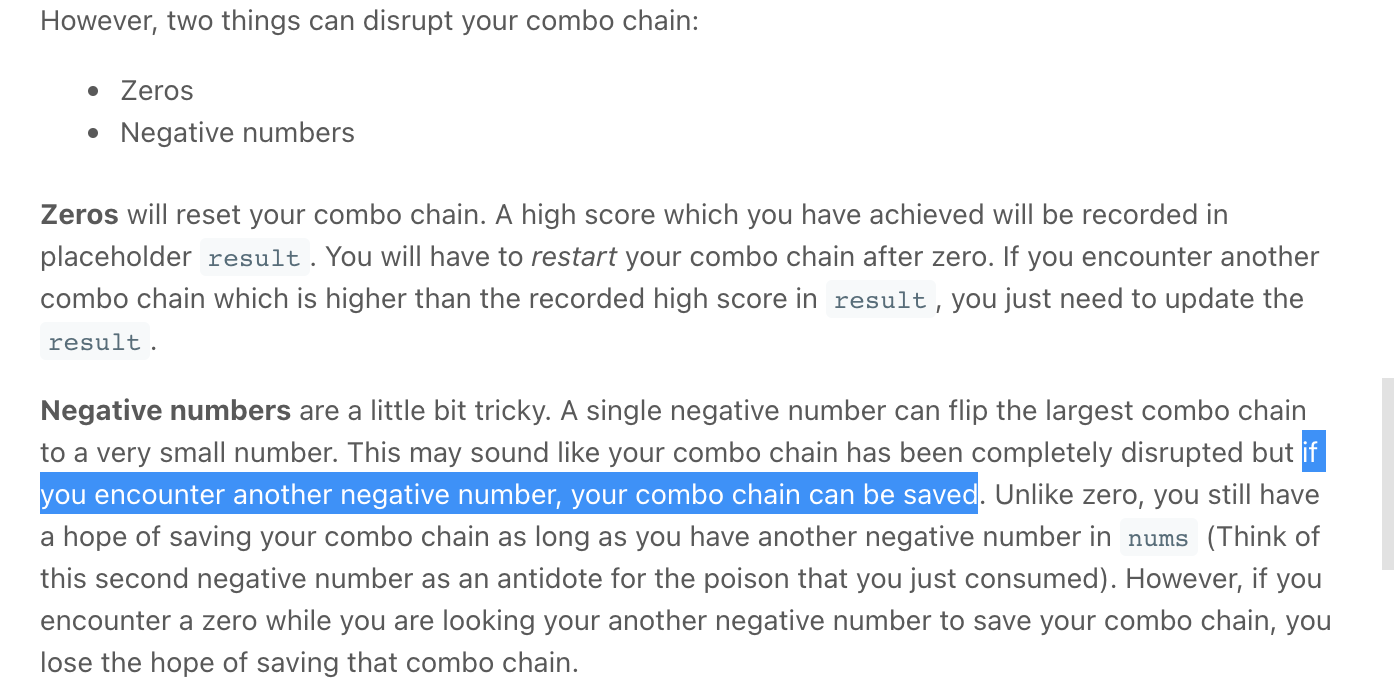 However, two things can disrupt your combo chain:
Zeros
Negative numbers
Zeros will reset your combo chain. A high score which you have achieved will be recorded in
placeholder result . You will have to restart your combo chain after zero. If you encounter another
combo chain which is higher than the recorded high score in result , you just need to update the
result .
Negative numbers are a little bit tricky. A single negative number can flip the largest combo chain
to a very small number. This may sound like your combo chain has been completely disrupted but if
you encounter another negative number, your combo chain can be saved. Unlike zero, you still have
a hope of saving your combo chain as long as you have another negative number in nums (Think of
this second negative number as an antidote for the poison that you just consumed). However, if you
encounter a zero while you are looking your another negative number to save your combo chain, you
lose the hope of saving that combo chain.